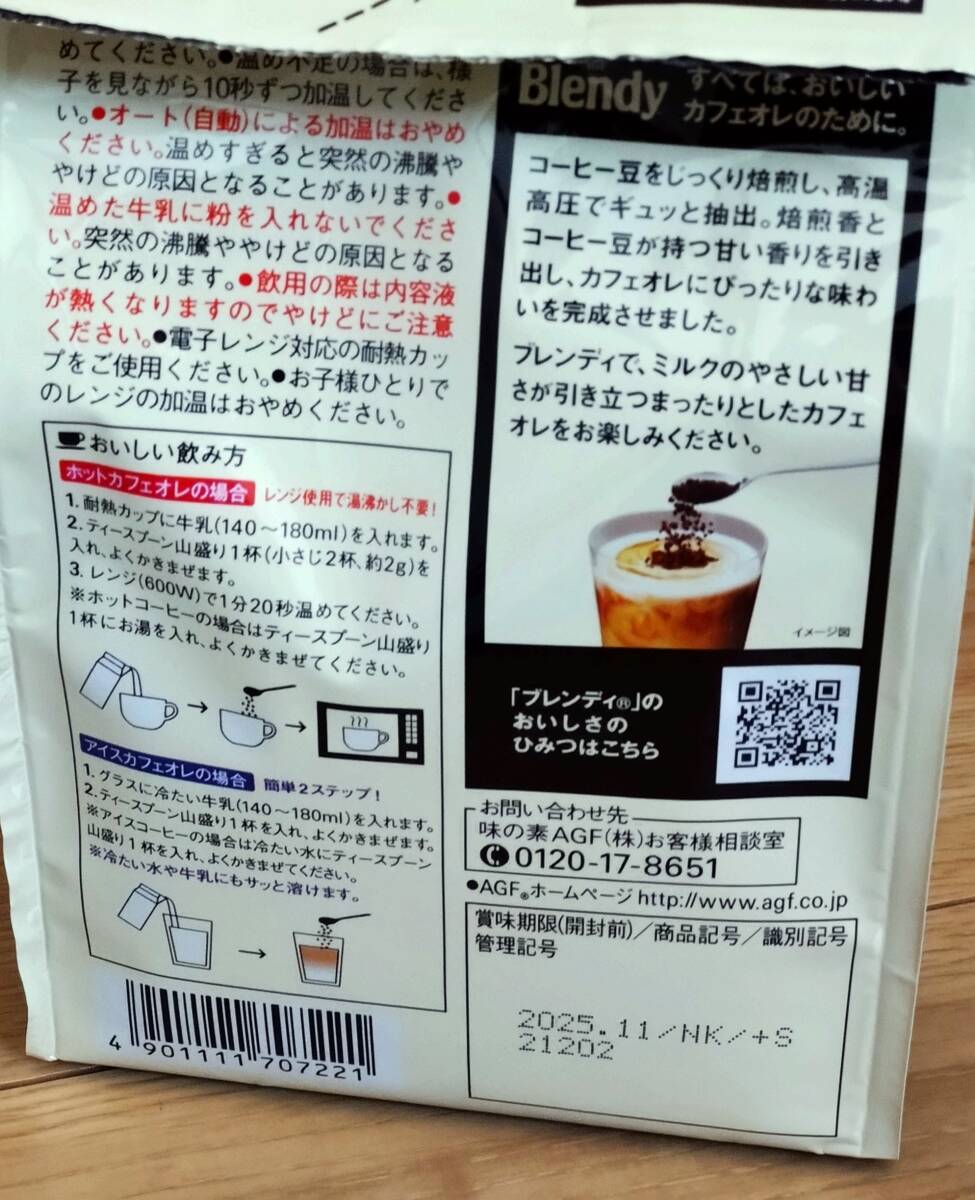 めてください。●温め不足の場合は、様
子を見ながら10秒ずつ加温してくださ
い。●オート(自動)による加温はおやめ
ください。温めすぎると突然の沸騰や
やけどの原因となることがあります。●
温めた牛乳に粉を入れないでくださ
い。突然の沸騰ややけどの原因となる
ことがあります。●飲用の際は内容液
が熱くなりますのでやけどにご注意
ください。●電子レンジ対応の耐熱カッ
プをご使用ください。●お子様ひとりで
のレンジの加温はおやめください。
おいしい飲み方
ホットカフェオレの場合 レンジ使用で湯沸かし不要!
1. 耐熱カップに牛乳(140~180ml)を入れます。
2. ティースプーン山盛り1杯(小さじ2杯、約2g)を
入れ、よくかきまぜます。
3. レンジ(600W)で1分20秒温めてください。
※ホットコーヒーの場合はティースプーン山盛り
1杯にお湯を入れ、よくかきまぜてください。
アイスカフェオレの場合 簡単2ステップ!
1. グラスに冷たい牛乳(140~180ml)を入れます。
2. ティースプーン山盛り1杯を入れ、よくかきまぜます。
※アイスコーヒーの場合は冷たい水にティースプーン
山盛り1杯を入れ、よくかきまぜてください。
※冷たい水や牛乳にもサッと溶けます。
4 901111 707221
Blendy すべては、おいしい
カフェオレのために。
コーヒー豆をじっくり焙煎し、高温
高圧でギュッと抽出。焙煎香と
コーヒー豆が持つ甘い香りを引き
出し、カフェオレにぴったりな味わ
いを完成させました。
ブレンディで、ミルクのやさしい甘
さが引き立つまったりとしたカフェ
オレをお楽しみください。
イメージ図
「ブレンディ®」の
おいしさの
ひみつはこちら
お問い合わせ先
味の素AGF(株)お客様相談室
0120-17-8651
●AGF®ホームページ http://www.agf.co.jp
賞味期限(開封前)/商品記号/識別記号
管理記号
2025.11/NK/+S
21202